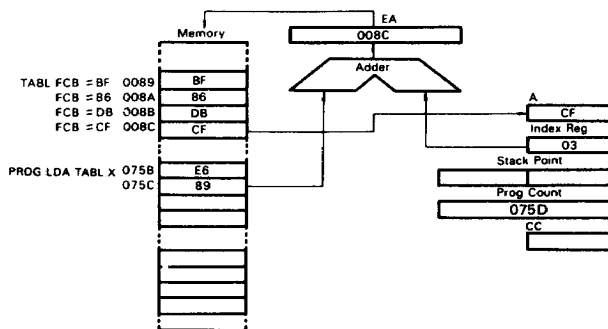 EA
Memory
008C
Adder
TABL FCB = BF 0089 BF
FCB = 86 008A 86
FCB = DB 008B DB
FCB = CF 008C CF
A
CF
Index Reg
03
PROG LDA TABL X 075B E6
075C 89
Stack Point
Prog Count
075D
CC